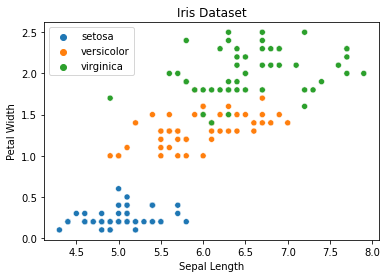 Iris Dataset
setosa
versicolor
virginica
Petal Width
2.5
2.0
1.5
1.0
0.5
0.0
4.5 5.0 5.5 6.0 6.5 7.0 7.5 8.0
Sepal Length